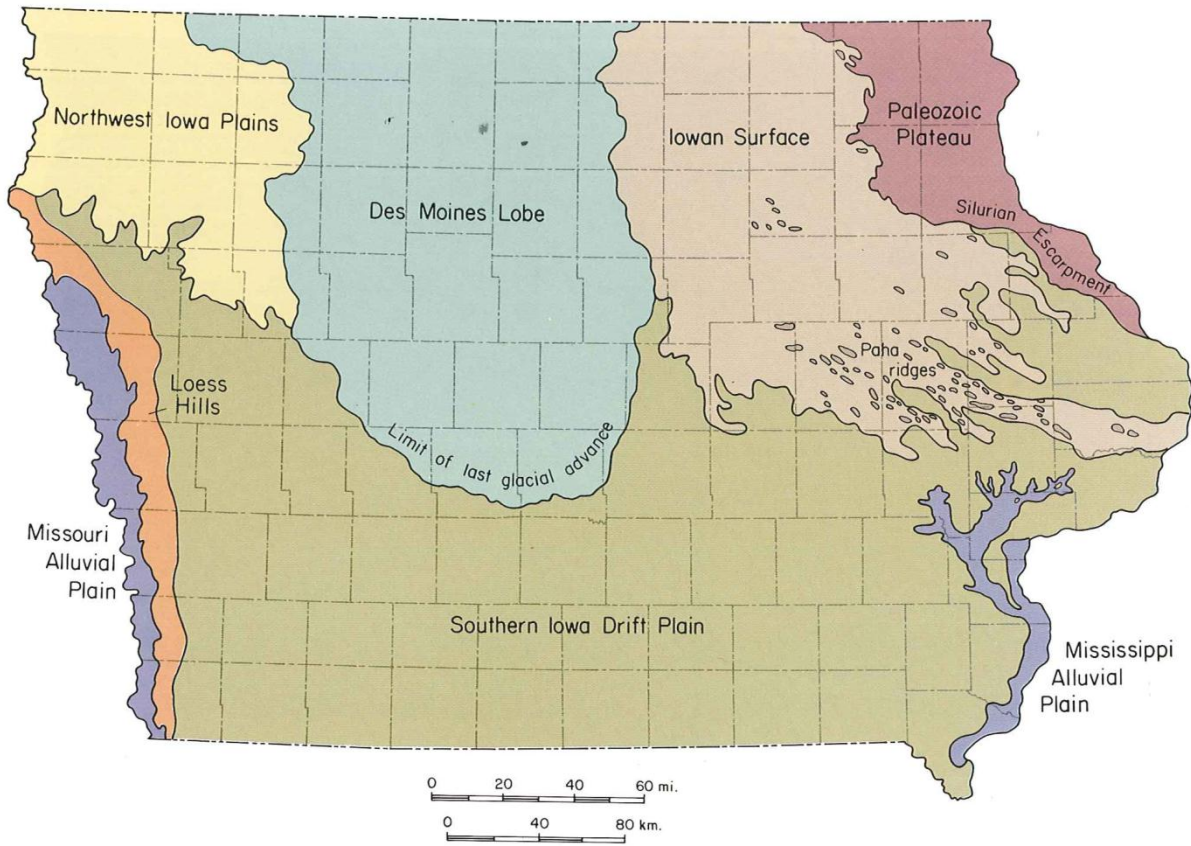 Northwest Iowa Plains
Des Moines Lobe
Iowan Surface
Paleozoic
Plateau
Silurian
Escarpment
Paha
ridges
Loess
Hills
Limit of last glacial advance
Missouri
Alluvial
Plain
Southern Iowa Drift Plain
Mississippi
Alluvial
Plain
0 20 40 60 mi.
0 40 80 km.